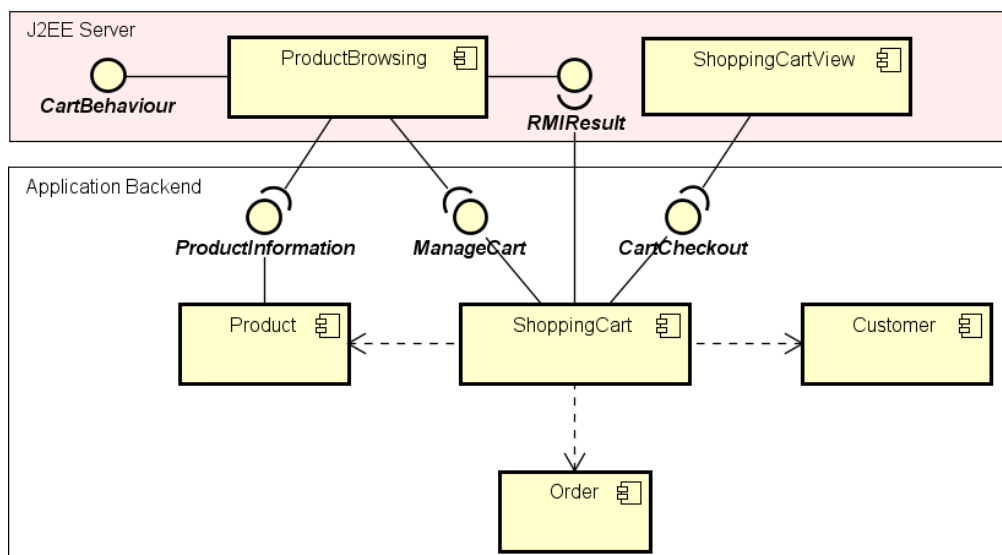 J2EE Server
ProductBrowsing
ShoppingCartView
CartBehaviour
RMIResult
Application Backend
ProductInformation
ManageCart
CartCheckout
Product
ShoppingCart
Customer
Order